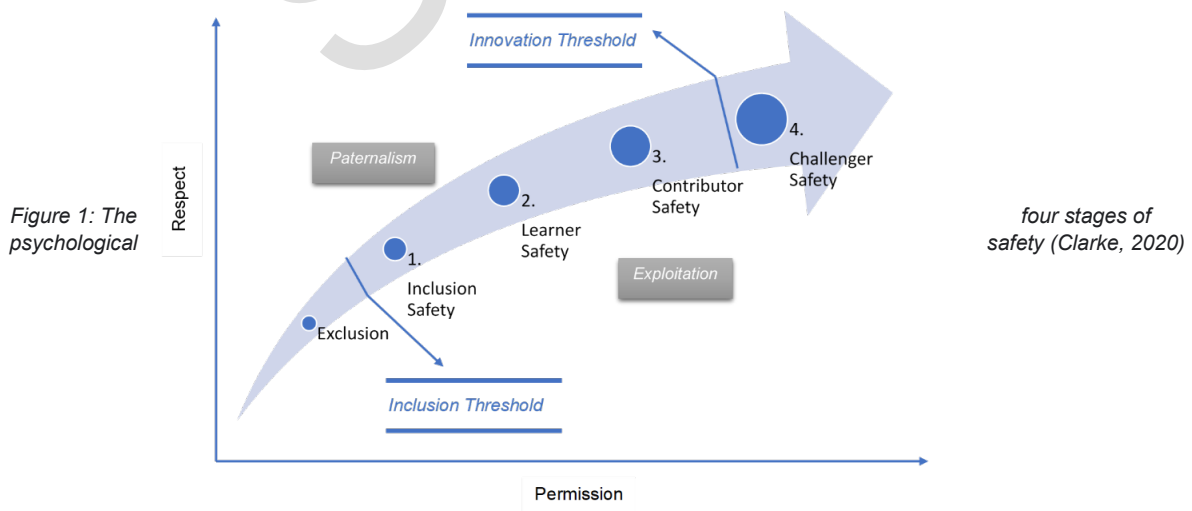 Innovation Threshold
Paternalism
Respect
4.
Challenger
Safety
3.
Contributor
Safety
2.
Learner
Safety
1.
Inclusion
Safety
Exploitation
Exclusion
Inclusion Threshold
Permission
Figure 1: The
psychological
four stages of
safety (Clarke, 2020)